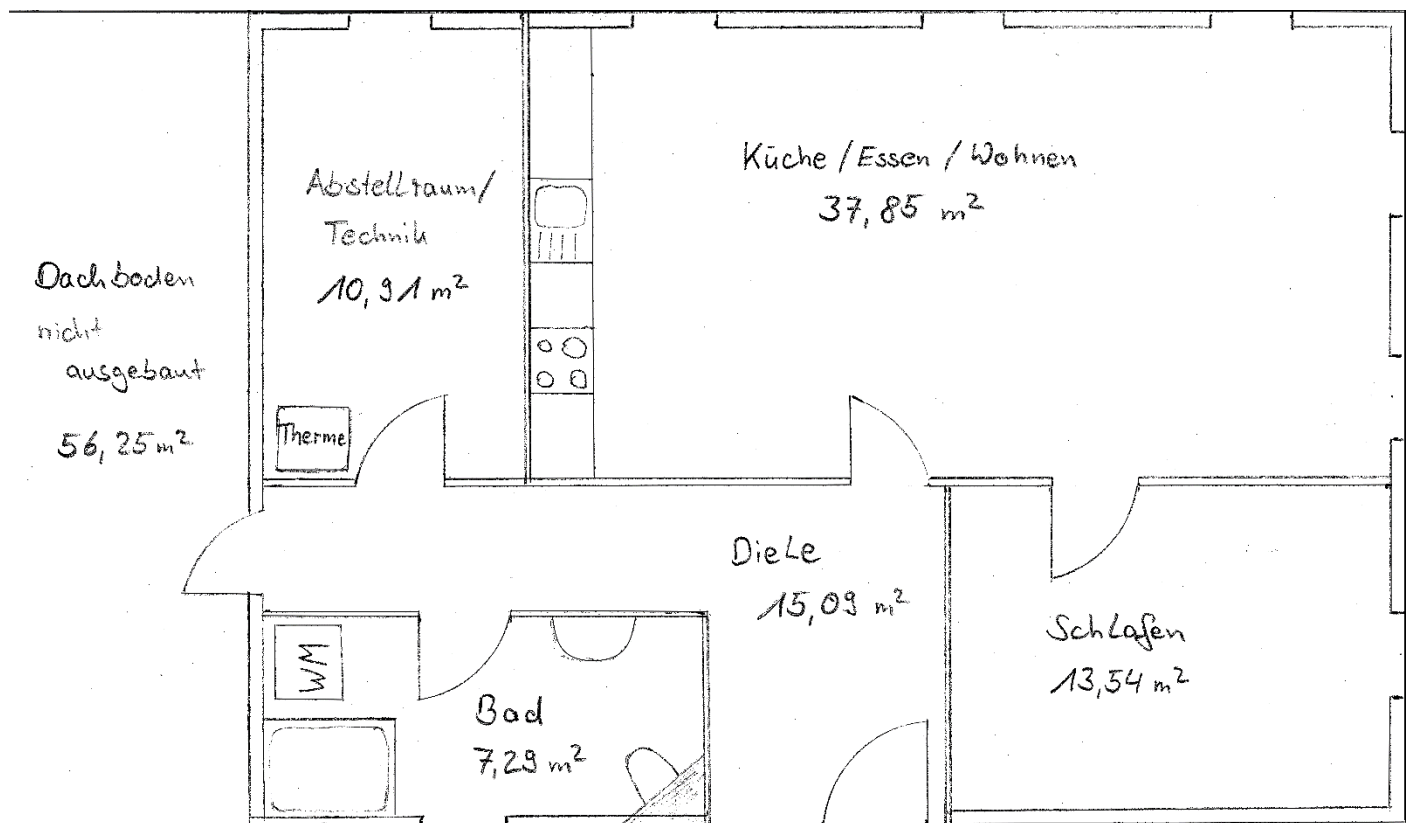 Küche / Essen / Wohnen
37,85 m²
Abstellraum/
Technik
10,91 m²
Dachboden
nicht
ausgebaut
56,25 m²
Therme
Diele
15,09 m²
Schlafen
13,54 m²
WM
Bad
7,29 m²